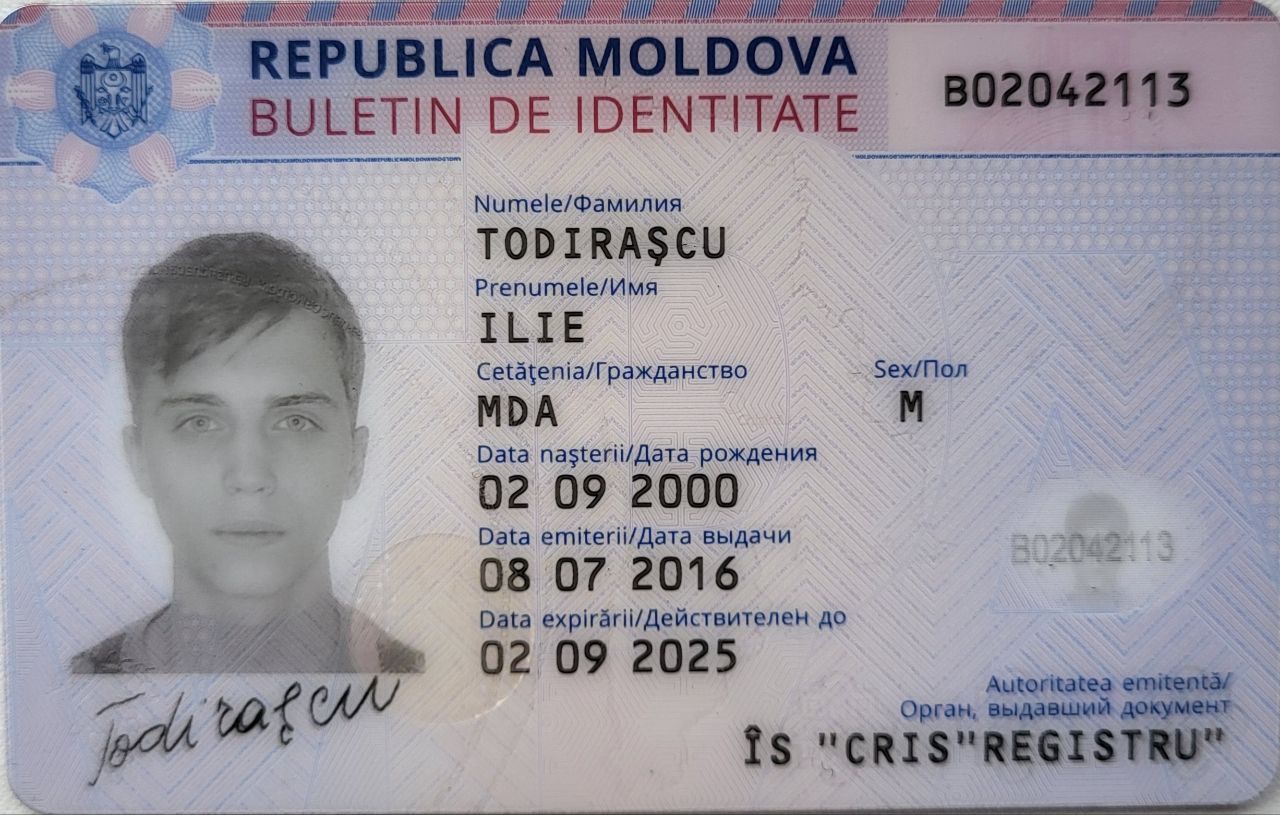 REPUBLICA MOLDOVA
BULETIN DE IDENTITATE
B02042113
Numele/Фамилия
TODIRAŞCU
Prenumele/Имя
ILIE
Cetăţenia/Гражданство
MDA
Sex/Пол
M
Data naşterii/Дата рождения
02 09 2000
Data emiterii/Дата выдачи
08 07 2016
Data expirării/Действителен до
02 09 2025
B02042113
Autoritatea emitentă/
Орган, выдавший документ
ÎS "CRIS"REGISTRU"
Todiraşcu